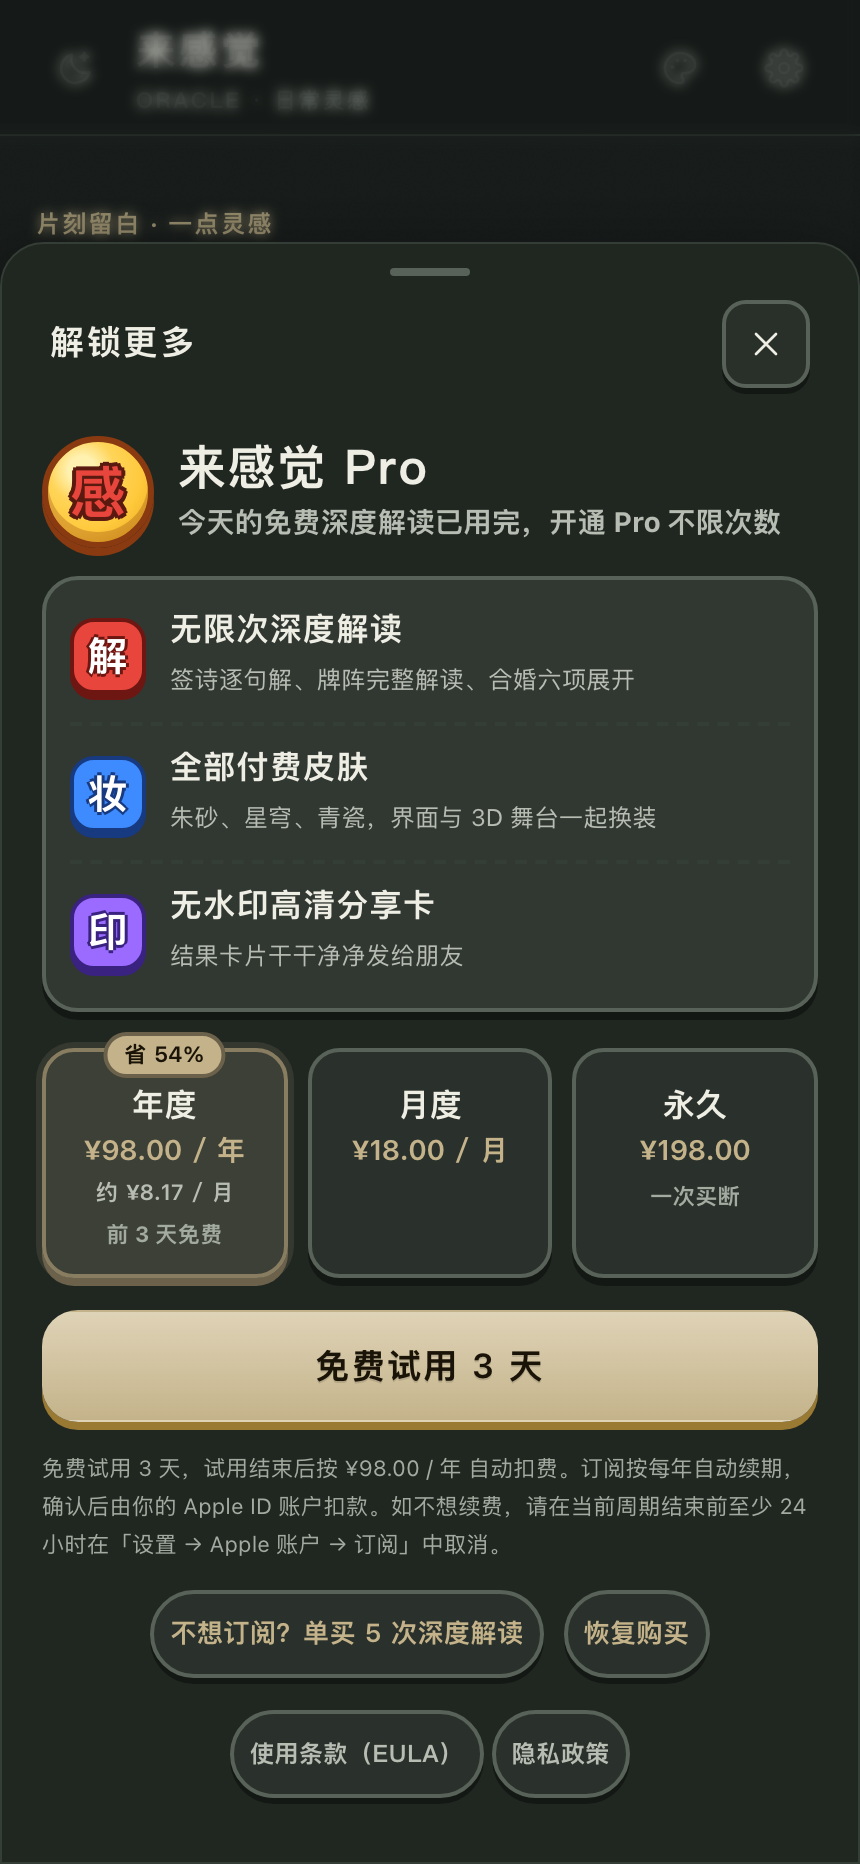 来感觉
ORACLE · 日常灵感
片刻留白 · 一点灵感
解锁更多
感
来感觉 Pro
今天的免费深度解读已用完，开通 Pro 不限次数
解
无限次深度解读
签诗逐句解、牌阵完整解读、合婚六项展开
妆
全部付费皮肤
朱砂、星穹、青瓷，界面与 3D 舞台一起换装
印
无水印高清分享卡
结果卡片干干净净发给朋友
省 54%
年度
¥98.00 / 年
约 ¥8.17 / 月
前 3 天免费
月度
¥18.00 / 月
永久
¥198.00
一次买断
免费试用 3 天
免费试用 3 天，试用结束后按 ¥98.00 / 年 自动扣费。订阅按每年自动续期，
确认后由你的 Apple ID 账户扣款。如不想续费，请在当前周期结束前至少 24
小时在「设置 → Apple 账户 → 订阅」中取消。
不想订阅？单买 5 次深度解读
恢复购买
使用条款（EULA）
隐私政策